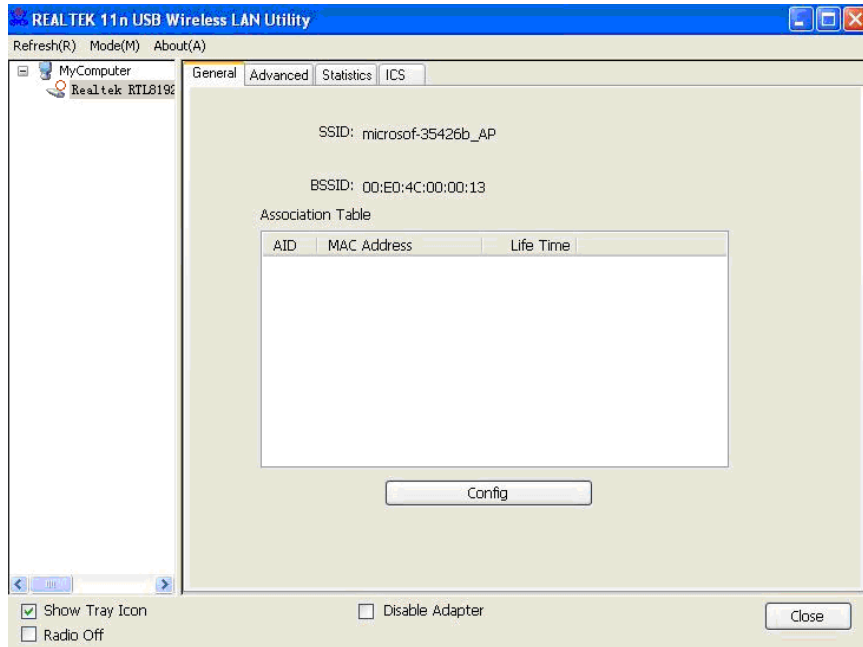 REALTEK 11n USB Wireless LAN Utility
Refresh(R) Mode(M) About(A)
MyComputer
Realtek RTL8192
General Advanced Statistics ICS
SSID: microsof-35426b_AP
BSSID: 00:E0:4C:00:00:13
Association Table
AID MAC Address Life Time
Config
Show Tray Icon
Disable Adapter
Close
Radio Off